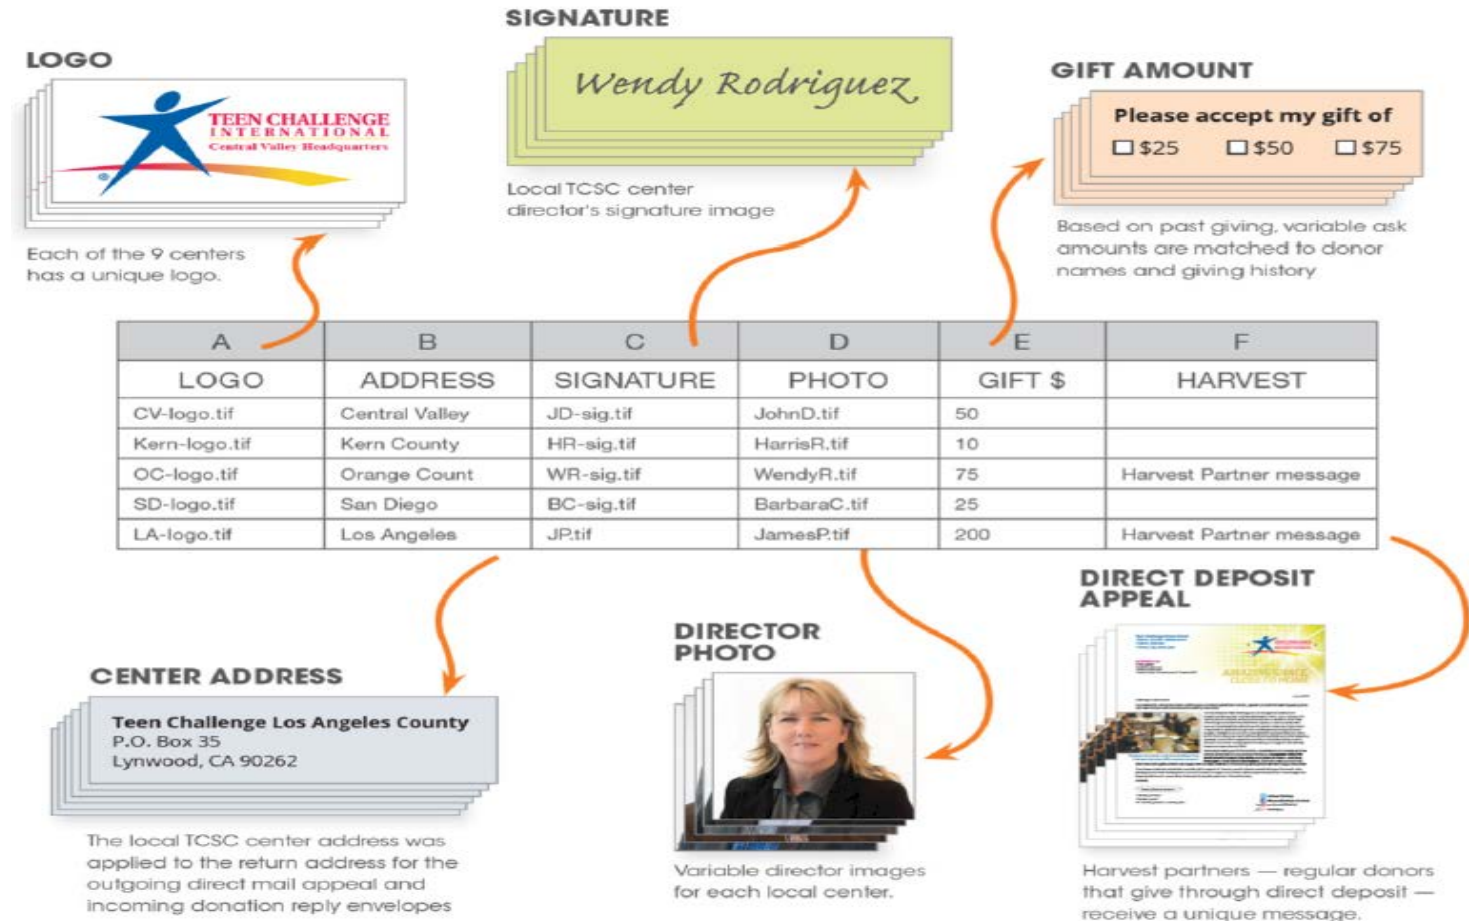 SIGNATURE
Wendy Rodriguez
Local TCSC center
director's signature image
LOGO
TEEN CHALLENGE
INTERNATIONAL
Central Valley Headquarters
®
Each of the 9 centers
has a unique logo.
GIFT AMOUNT
Please accept my gift of
$25 $50 $75
Based on past giving, variable ask
amounts are matched to donor
names and giving history
A B C D E F
LOGO ADDRESS SIGNATURE PHOTO GIFT $ HARVEST
CV-logo.tif Central Valley JD-sig.tif JohnD.tif 50
Kern-logo.tif Kern County HR-sig.tif HarrisR.tif 10
OC-logo.tif Orange Count WR-sig.tif WendyR.tif 75 Harvest Partner message
SD-logo.tif San Diego BC-sig.tif BarbaraC.tif 25
LA-logo.tif Los Angeles JP.tif JamesP.tif 200 Harvest Partner message
CENTER ADDRESS
Teen Challenge Los Angeles County
P.O. Box 35
Lynwood, CA 90262
The local TCSC center address was
applied to the return address for the
outgoing direct mail appeal and
incoming donation reply envelopes
DIRECTOR
PHOTO
Variable director images
for each local center.
DIRECT DEPOSIT
APPEAL
AMAZING GRACE
CLOSE TO HOME
Harvest partners — regular donors
that give through direct deposit —
receive a unique message.